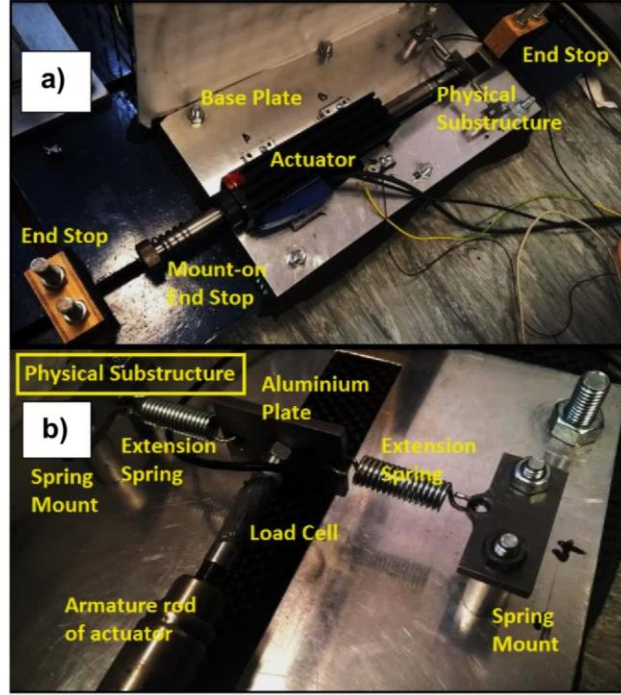 a)
End Stop
Base Plate
Physical
Substructure
Actuator
End Stop
Mount-on
End Stop
Physical Substructure
b)
Aluminium
Plate
Extension
Spring
Extension
Spring
Spring
Mount
Load Cell
Armature rod
of actuator
Spring
Mount